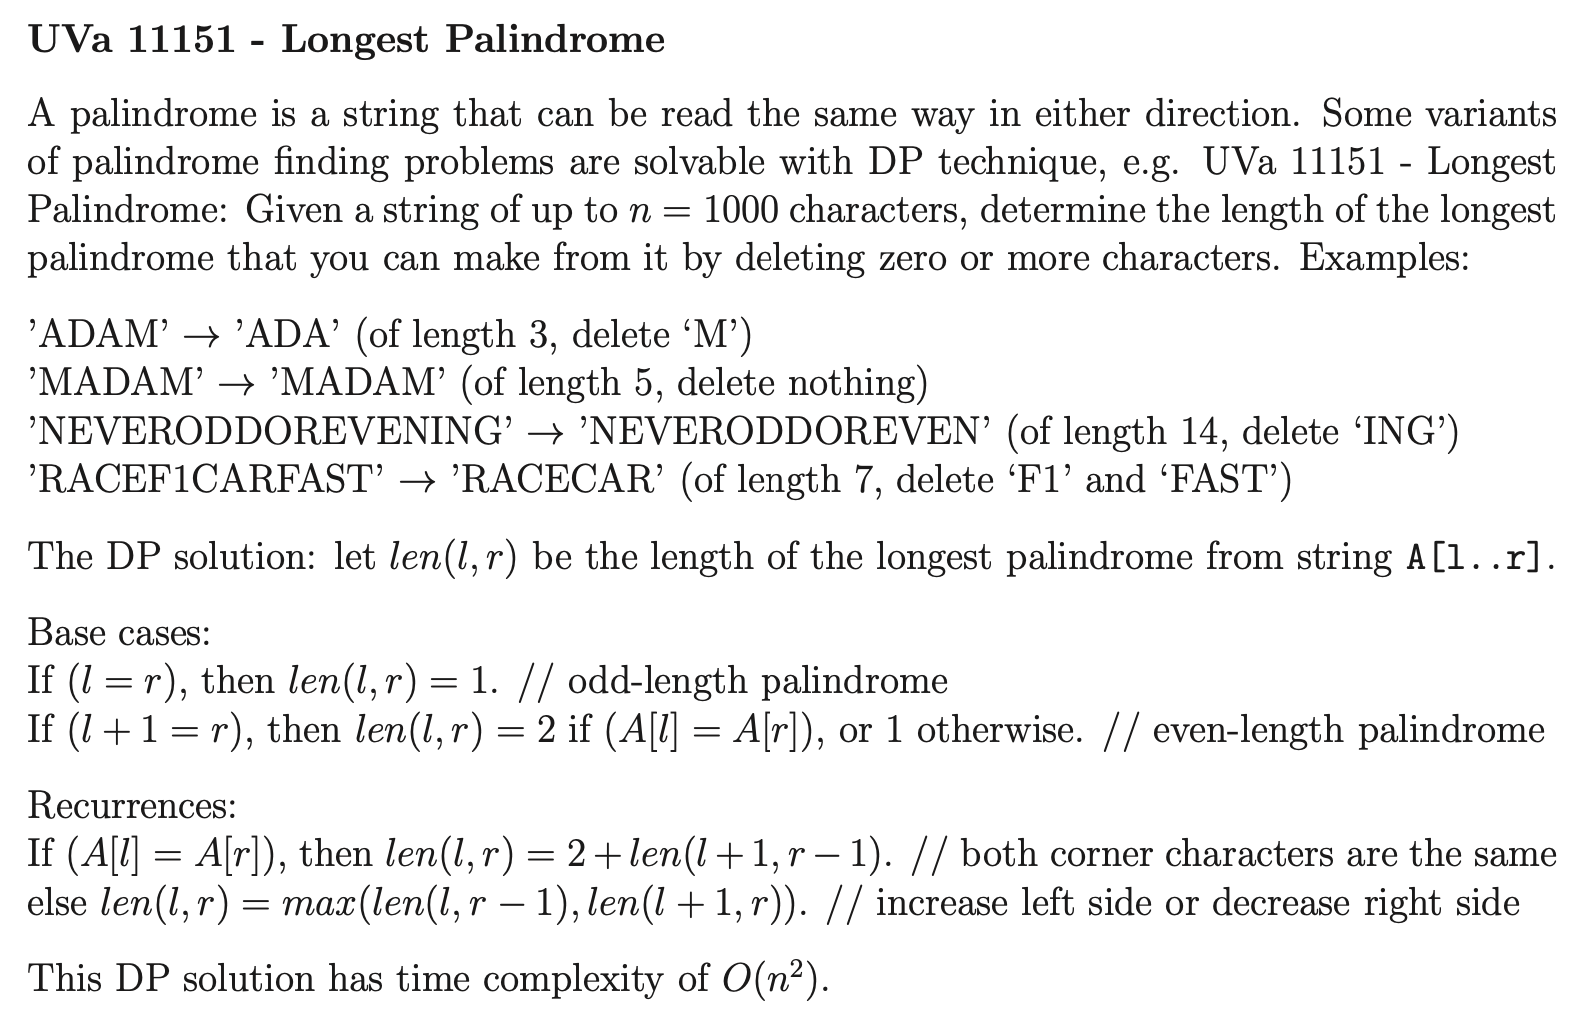 UVa 11151 - Longest Palindrome
A palindrome is a string that can be read the same way in either direction. Some variants
of palindrome finding problems are solvable with DP technique, e.g. UVa 11151 - Longest
Palindrome: Given a string of up to n = 1000 characters, determine the length of the longest
palindrome that you can make from it by deleting zero or more characters. Examples:
’ADAM’ → ’ADA’ (of length 3, delete ‘M’)
’MADAM’ → ’MADAM’ (of length 5, delete nothing)
’NEVERODDOREVENING’ → ’NEVERODDOREVEN’ (of length 14, delete ‘ING’)
’RACEF1CARFAST’ → ’RACECAR’ (of length 7, delete ‘F1’ and ‘FAST’)
The DP solution: let len(l, r) be the length of the longest palindrome from string A[l..r].
Base cases:
If (l = r), then len(l, r) = 1. // odd-length palindrome
If (l + 1 = r), then len(l, r) = 2 if (A[l] = A[r]), or 1 otherwise. // even-length palindrome
Recurrences:
If (A[l] = A[r]), then len(l, r) = 2 + len(l + 1, r − 1). // both corner characters are the same
else len(l, r) = max(len(l, r − 1), len(l + 1, r)). // increase left side or decrease right side
This DP solution has time complexity of O(n²).